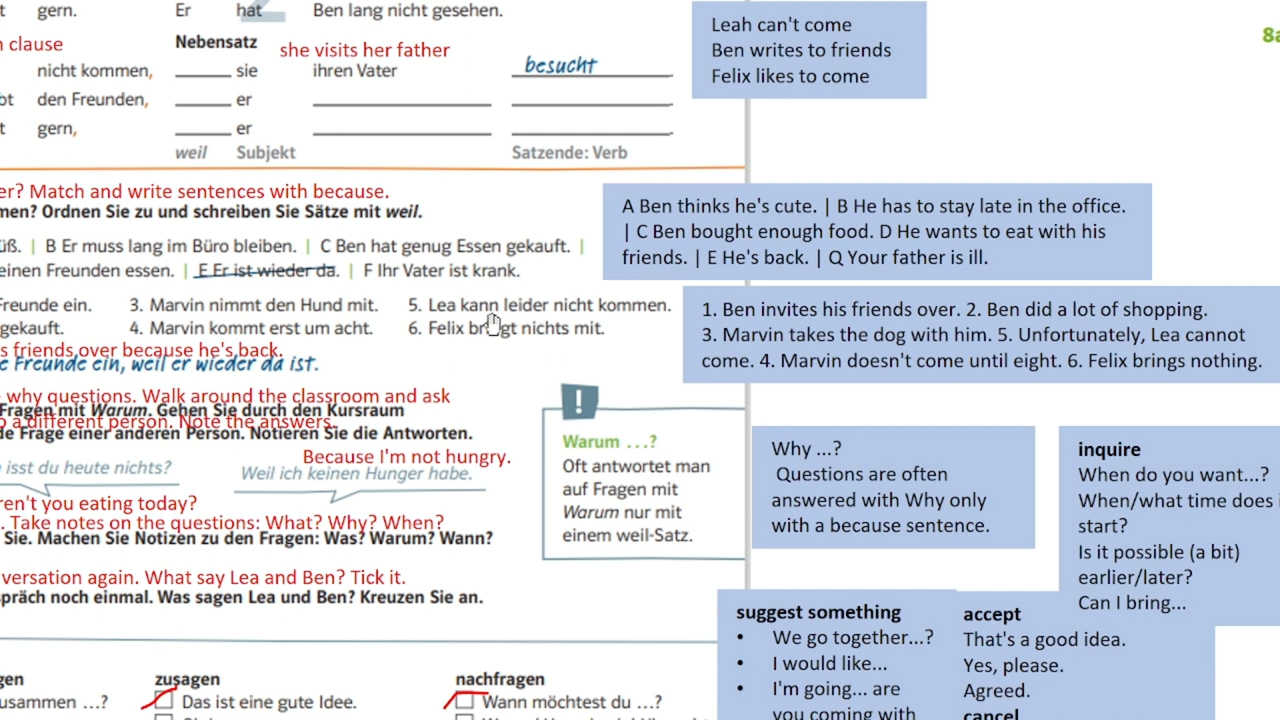 t gern. Er hat Ben lang nicht gesehen.
n clause
Nebensatz she visits her father
nicht kommen, sie ihren Vater besucht
bt den Freunden, er
t gern, er
weil Subjekt Satzende: Verb
Leah can't come
Ben writes to friends
Felix likes to come
8a
er? Match and write sentences with because.
men? Ordnen Sie zu und schreiben Sie Sätze mit weil.
üß. | B Er muss lang im Büro bleiben. | C Ben hat genug Essen gekauft. |
einen Freunden essen. | E Er ist wieder da. | F Ihr Vater ist krank.
A Ben thinks he's cute. | B He has to stay late in the office.
| C Ben bought enough food. D He wants to eat with his
friends. | E He's back. | Q Your father is ill.
Freunde ein. 3. Marvin nimmt den Hund mit. 5. Lea kann leider nicht kommen.
gekauft. 4. Marvin kommt erst um acht. 6. Felix bringt nichts mit.
1. Ben invites his friends over. 2. Ben did a lot of shopping.
3. Marvin takes the dog with him. 5. Unfortunately, Lea cannot
come. 4. Marvin doesn't come until eight. 6. Felix brings nothing.
s friends over because he's back.
e Freunde ein, weil er wieder da ist.
why questions. Walk around the classroom and ask
Fragen mit Warum. Gehen Sie durch den Kursraum
a different person. Note the answers.
de Frage einer anderen Person. Notieren Sie die Antworten.
Because I'm not hungry.
isst du heute nichts? Weil ich keinen Hunger habe.
ren't you eating today?
. Take notes on the questions: What? Why? When?
Sie. Machen Sie Notizen zu den Fragen: Was? Warum? Wann?
versation again. What say Lea and Ben? Tick it.
präch noch einmal. Was sagen Lea und Ben? Kreuzen Sie an.
!
Warum ...?
Oft antwortet man
auf Fragen mit
Warum nur mit
einem weil-Satz.
Why ...?
Questions are often
answered with Why only
with a because sentence.
inquire
When do you want...?
When/what time does i
start?
Is it possible (a bit)
earlier/later?
Can I bring...
suggest something
• We go together...?
• I would like...
• I'm going... are
you coming with
accept
That's a good idea.
Yes, please.
Agreed.
cancel
gen zusagen nachfragen
usammen ...? Das ist eine gute Idee. Wann möchtest du ...?